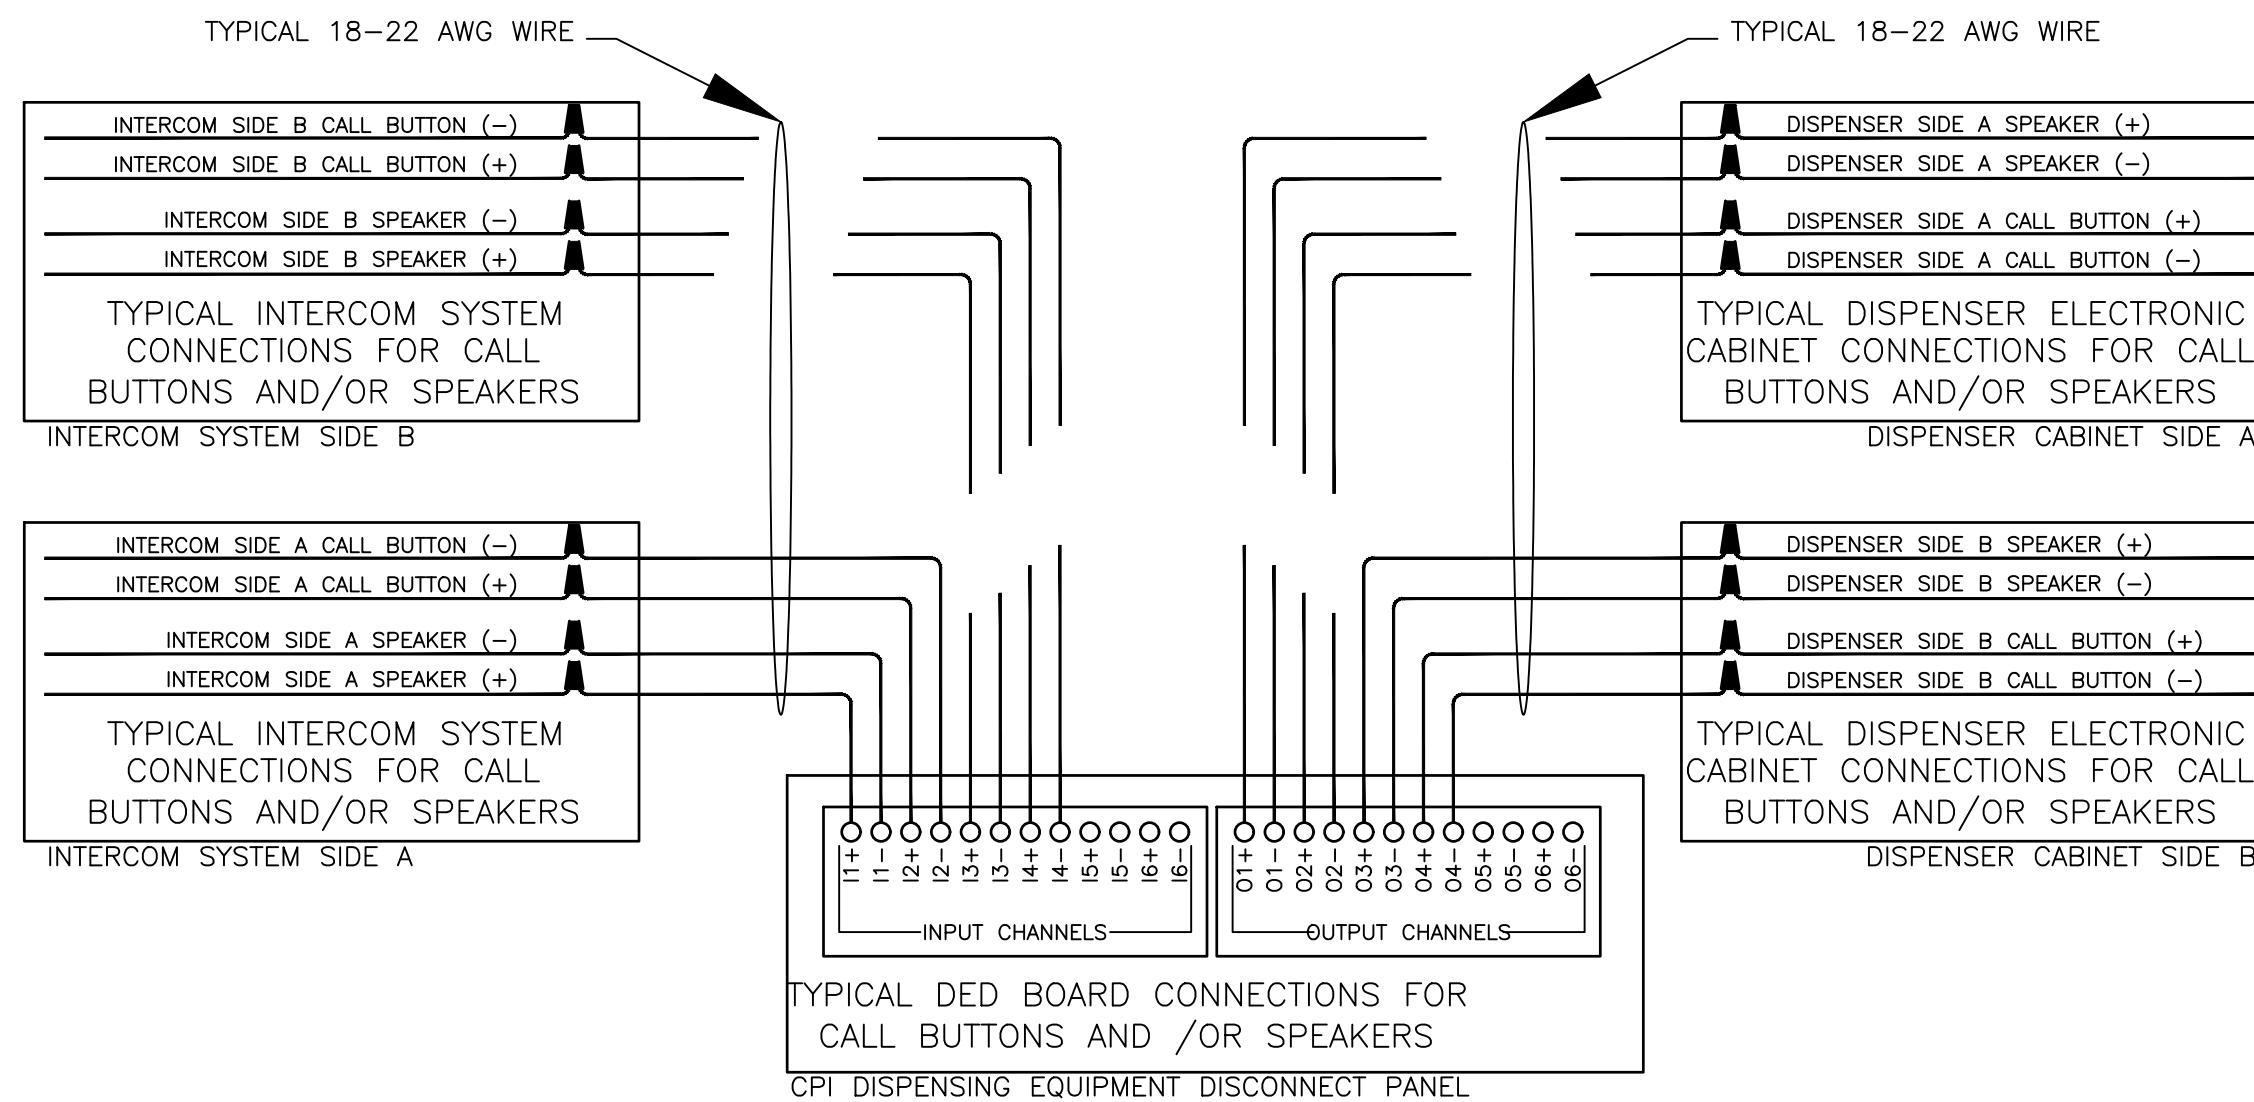 TYPICAL 18-22 AWG WIRE
TYPICAL 18-22 AWG WIRE
INTERCOM SIDE B CALL BUTTON (-)
INTERCOM SIDE B CALL BUTTON (+)
INTERCOM SIDE B SPEAKER (-)
INTERCOM SIDE B SPEAKER (+)
TYPICAL INTERCOM SYSTEM
CONNECTIONS FOR CALL
BUTTONS AND/OR SPEAKERS
INTERCOM SYSTEM SIDE B
DISPENSER SIDE A SPEAKER (+)
DISPENSER SIDE A SPEAKER (-)
DISPENSER SIDE A CALL BUTTON (+)
DISPENSER SIDE A CALL BUTTON (-)
TYPICAL DISPENSER ELECTRONIC
CABINET CONNECTIONS FOR CALL
BUTTONS AND/OR SPEAKERS
DISPENSER CABINET SIDE A
INTERCOM SIDE A CALL BUTTON (-)
INTERCOM SIDE A CALL BUTTON (+)
INTERCOM SIDE A SPEAKER (-)
INTERCOM SIDE A SPEAKER (+)
TYPICAL INTERCOM SYSTEM
CONNECTIONS FOR CALL
BUTTONS AND/OR SPEAKERS
INTERCOM SYSTEM SIDE A
DISPENSER SIDE B SPEAKER (+)
DISPENSER SIDE B SPEAKER (-)
DISPENSER SIDE B CALL BUTTON (+)
DISPENSER SIDE B CALL BUTTON (-)
TYPICAL DISPENSER ELECTRONIC
CABINET CONNECTIONS FOR CALL
BUTTONS AND/OR SPEAKERS
DISPENSER CABINET SIDE B
I1+ I1- I2+ I2- I3+ I3- I4+ I4- I5+ I5- I6+ I6-
INPUT CHANNELS
O1+ O1- O2+ O2- O3+ O3- O4+ O4- O5+ O5- O6+ O6-
OUTPUT CHANNELS
TYPICAL DED BOARD CONNECTIONS FOR
CALL BUTTONS AND /OR SPEAKERS
CPI DISPENSING EQUIPMENT DISCONNECT PANEL